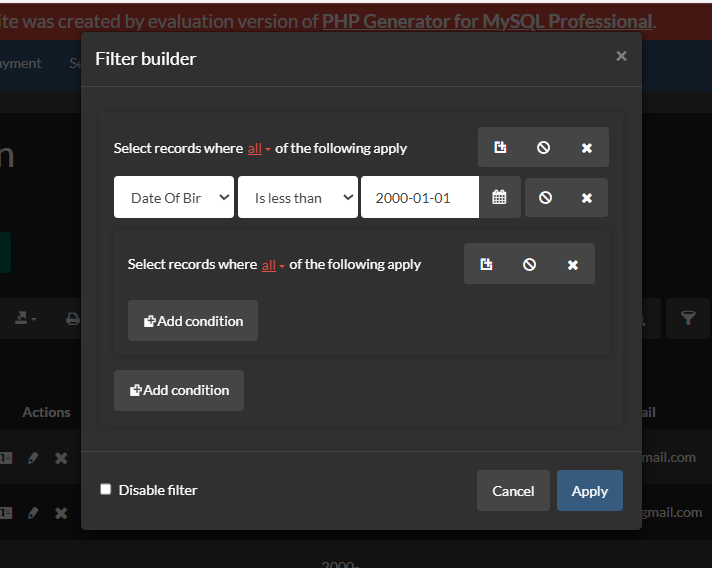 ite was created by evaluation version of PHP Generator for MySQL Professional.
yment Se
Filter builder ×
n
Select records where all of the following apply
Date Of Bir Is less than 2000-01-01
Select records where all of the following apply
Add condition
Add condition
Actions ail
mail.com
Disable filter Cancel Apply
gmail.com
2000-